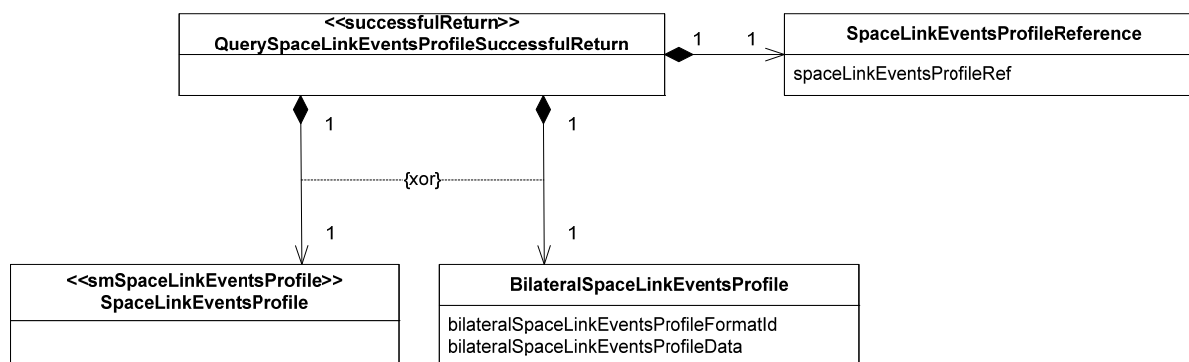 <<successfulReturn>>
QuerySpaceLinkEventsProfileSuccessfulReturn
1
1
SpaceLinkEventsProfileReference
spaceLinkEventsProfileRef
1
1
{xor}
1
1
<<smSpaceLinkEventsProfile>>
SpaceLinkEventsProfile
BilateralSpaceLinkEventsProfile
bilateralSpaceLinkEventsProfileFormatId
bilateralSpaceLinkEventsProfileData